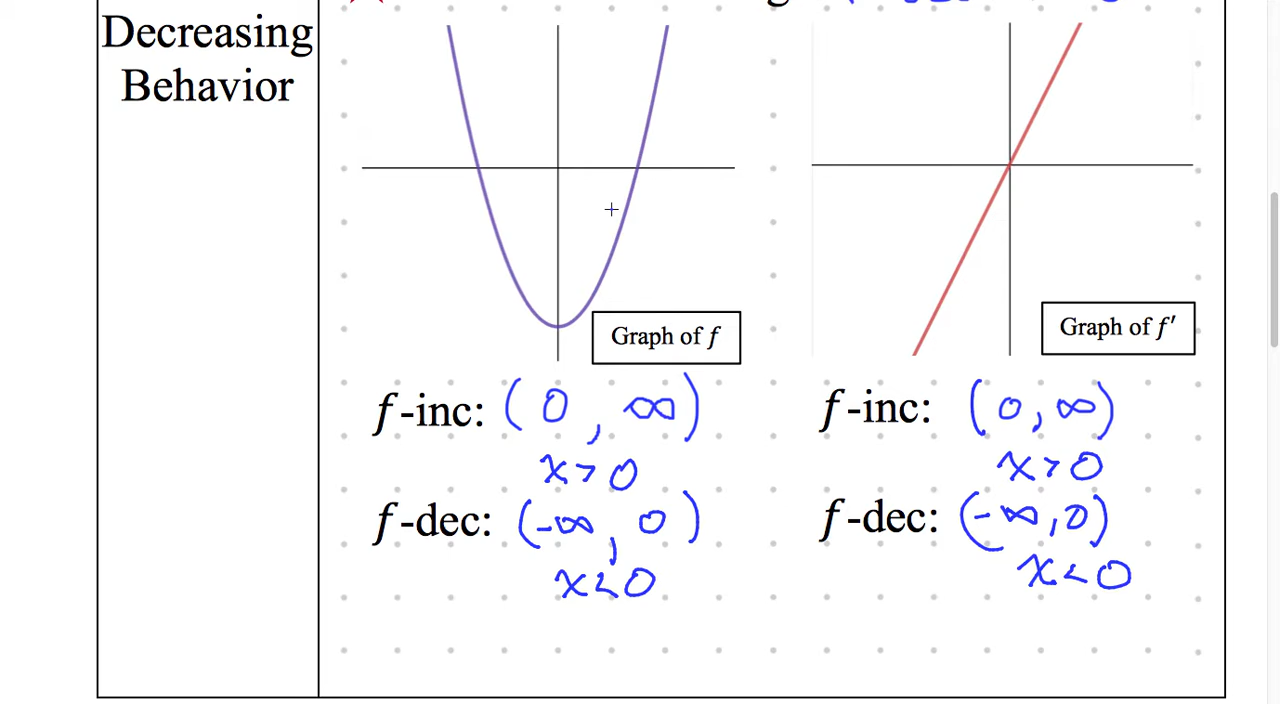 Decreasing
Behavior
Graph of f
Graph of f′
f-inc: (0, ∞)
x > 0
f-dec: (-∞, 0)
x < 0
f-inc: (0, ∞)
x > 0
f-dec: (-∞, 0)
x < 0